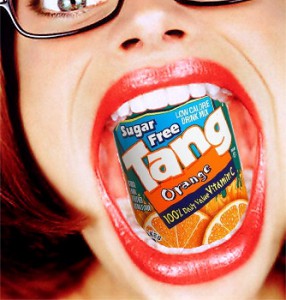 LOW CALORIE
DRINK MIX
Sugar
Free
Tang
Orange
100% Daily Value Vitamin C